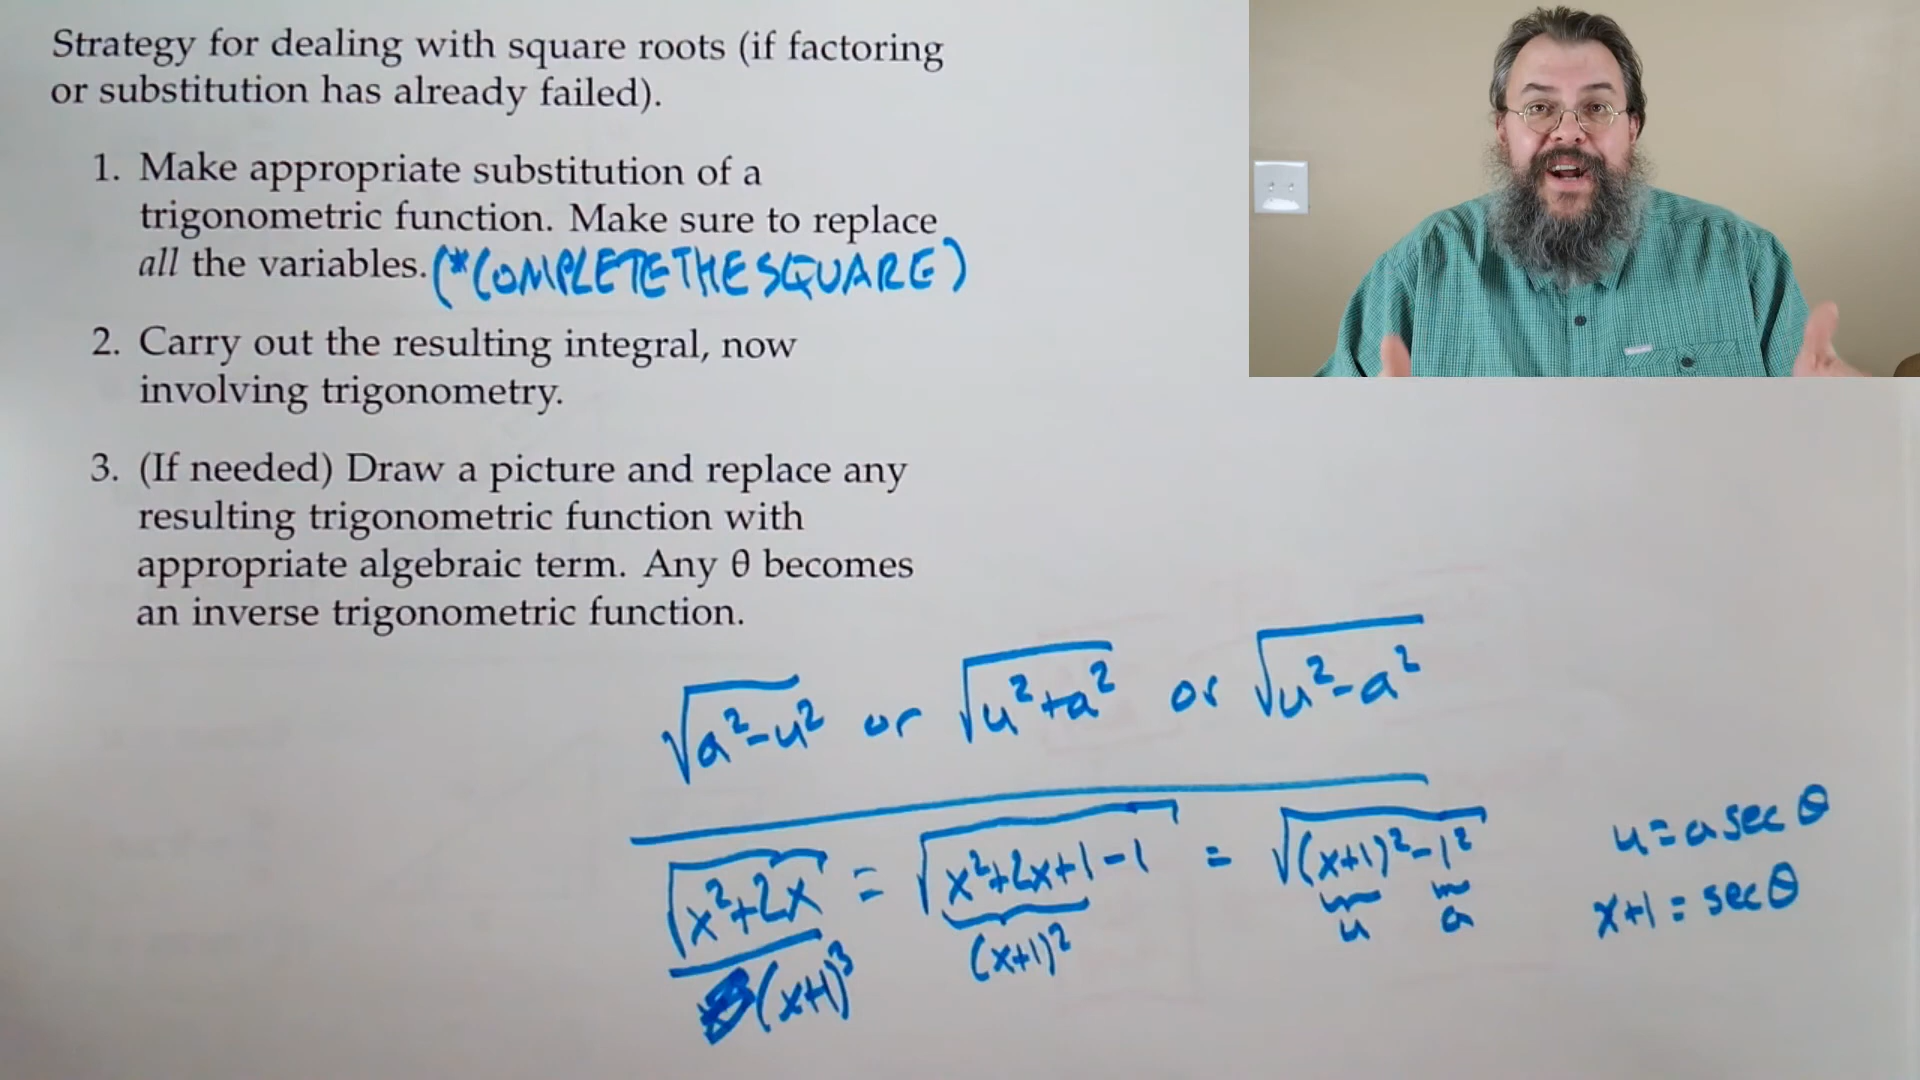 Strategy for dealing with square roots (if factoring
or substitution has already failed).
1. Make appropriate substitution of a
trigonometric function. Make sure to replace
all the variables. (*COMPLETE THE SQUARE)
2. Carry out the resulting integral, now
involving trigonometry.
3. (If needed) Draw a picture and replace any
resulting trigonometric function with
appropriate algebraic term. Any θ becomes
an inverse trigonometric function.
√(a²-u²) or √(u²+a²) or √(u²-a²)
√(x²+2x) = √(x²+2x+1-1) = √((x+1)²-1²)
(x+1)³
(x+1)²
u
a
u = a sec θ
x+1 = sec θ